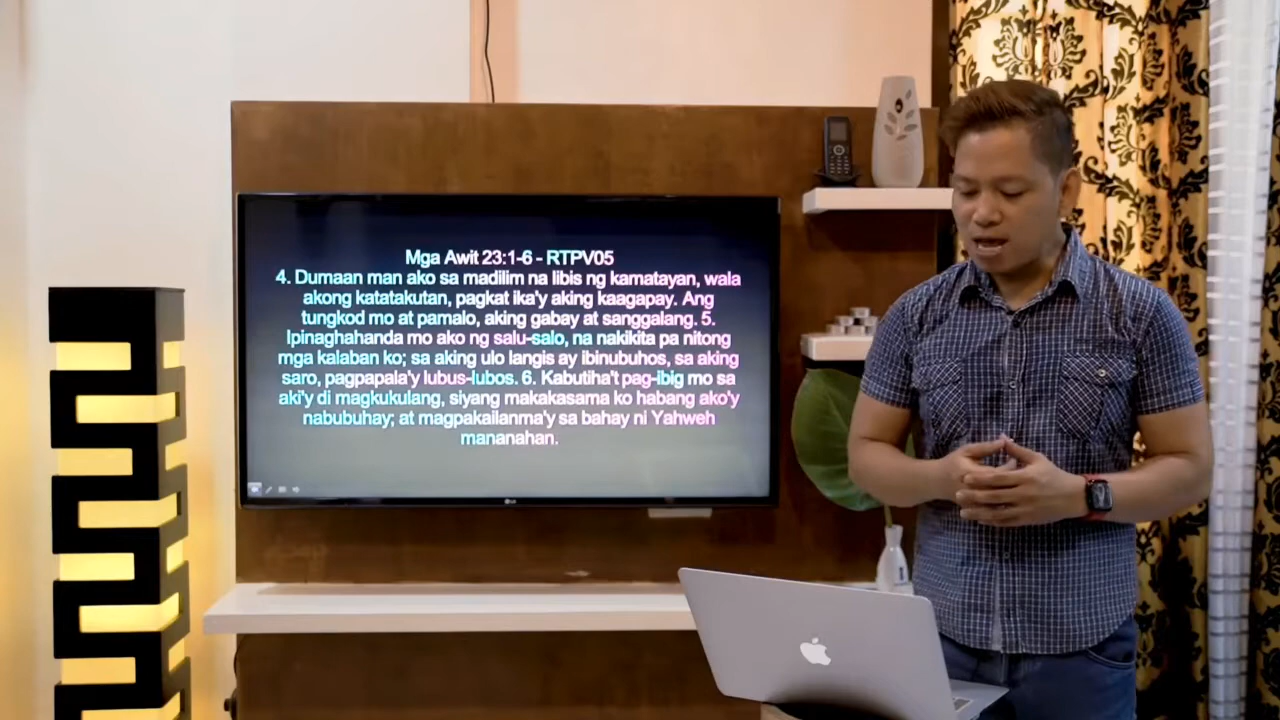 Mga Awit 23:1-6 - RTPV05
4. Dumaan man ako sa madilim na libis ng kamatayan, wala
akong katatakutan, pagkat ika'y aking kaagapay. Ang
tungkod mo at pamalo, aking gabay at sanggalang. 5.
Ipinaghahanda mo ako ng salu-salo, na nakikita pa nitong
mga kalaban ko; sa aking ulo langis ay ibinubuhos, sa aking
saro, pagpapala'y lubus-lubos. 6. Kabutiha't pag-ibig mo sa
aki'y di magkukulang, siyang makakasama ko habang ako'y
nabubuhay; at magpakailanma'y sa bahay ni Yahweh
mananahan.
LG